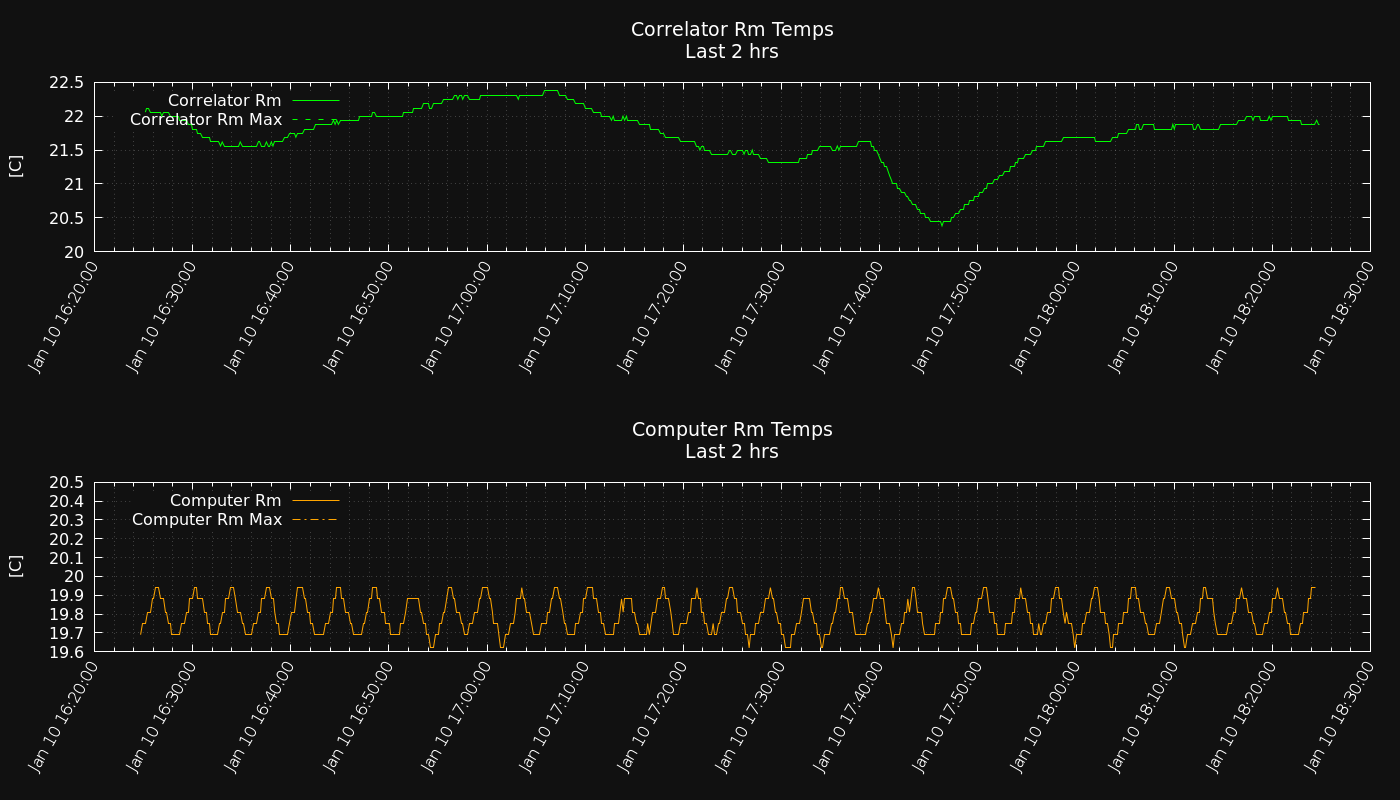 Correlator Rm Temps
Last 2 hrs
22.5
22
21.5
21
20.5
20
[C]
Correlator Rm
Correlator Rm Max
Jan 10 16:20:00
Jan 10 16:30:00
Jan 10 16:40:00
Jan 10 16:50:00
Jan 10 17:00:00
Jan 10 17:10:00
Jan 10 17:20:00
Jan 10 17:30:00
Jan 10 17:40:00
Jan 10 17:50:00
Jan 10 18:00:00
Jan 10 18:10:00
Jan 10 18:20:00
Jan 10 18:30:00
Computer Rm Temps
Last 2 hrs
20.5
20.4
20.3
20.2
20.1
20
19.9
19.8
19.7
19.6
[C]
Computer Rm
Computer Rm Max
Jan 10 16:20:00
Jan 10 16:30:00
Jan 10 16:40:00
Jan 10 16:50:00
Jan 10 17:00:00
Jan 10 17:10:00
Jan 10 17:20:00
Jan 10 17:30:00
Jan 10 17:40:00
Jan 10 17:50:00
Jan 10 18:00:00
Jan 10 18:10:00
Jan 10 18:20:00
Jan 10 18:30:00